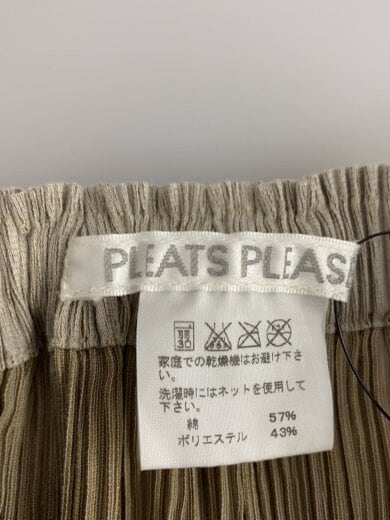 PLEATS PLEAS
家庭での乾燥機はお避け下さ
い。
洗濯時にはネットを使用して
下さい。
綿 57%
ポリエステル 43%